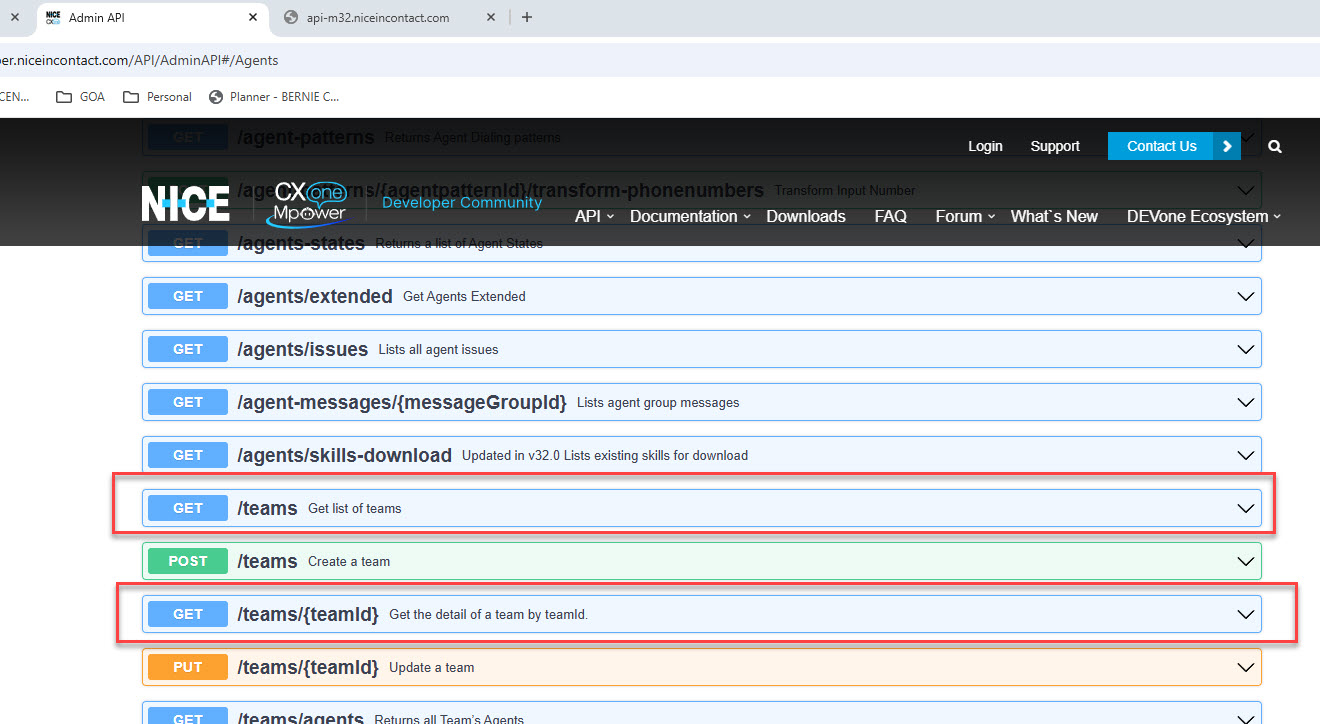 Admin API
api-m32.niceincontact.com
er.niceincontact.com/API/AdminAPI#/Agents
CEN...
GOA
Personal
Planner - BERNIE C...
GET /agent-patterns Returns Agent Dialing patterns
Login Support Contact Us
/agent-patterns/{agentpatternId}/transform-phonenumbers Transform Input Number
NICE CXone Mpower Developer Community
API Documentation Downloads FAQ Forum What`s New DEVone Ecosystem
GET /agents-states Returns a list of Agent States
GET /agents/extended Get Agents Extended
GET /agents/issues Lists all agent issues
GET /agent-messages/{messageGroupId} Lists agent group messages
GET /agents/skills-download Updated in v32.0 Lists existing skills for download
GET /teams Get list of teams
POST /teams Create a team
GET /teams/{teamId} Get the detail of a team by teamId.
PUT /teams/{teamId} Update a team
GET /teams/agents Returns all Team's Agents